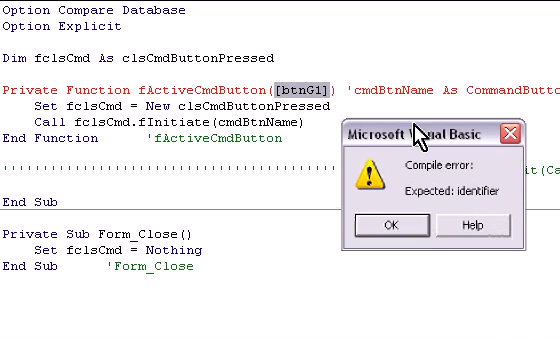 Option Compare Database
Option Explicit
Dim fclsCmd As clsCmdButtonPressed
Private Function fActiveCmdButton([btnG1]) 'cmdBtnName As CommandButto
Set fclsCmd = New clsCmdButtonPressed
Call fclsCmd.fInitiate(cmdBtnName)
End Function 'fActiveCmdButton
it(Ca
End Sub
Private Sub Form_Close()
Set fclsCmd = Nothing
End Sub 'Form_Close
Microsoft Visual Basic
Compile error:
Expected: identifier
OK
Help